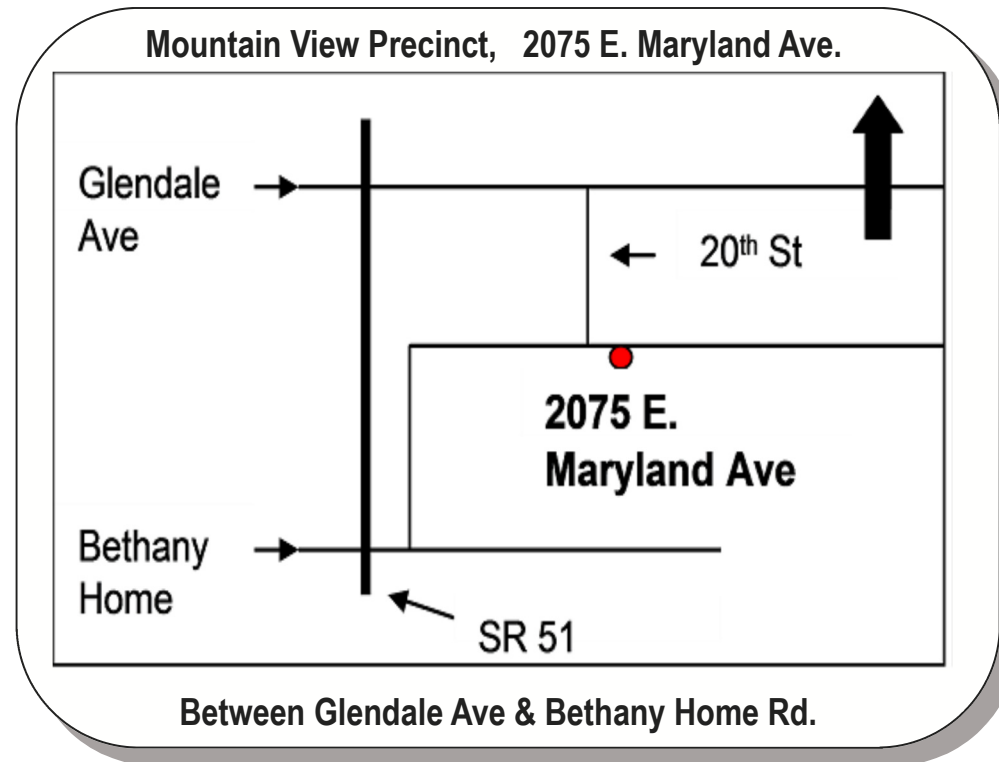 Mountain View Precinct, 2075 E. Maryland Ave.
Glendale
Ave
20th St
2075 E.
Maryland Ave
Bethany
Home
SR 51
Between Glendale Ave & Bethany Home Rd.